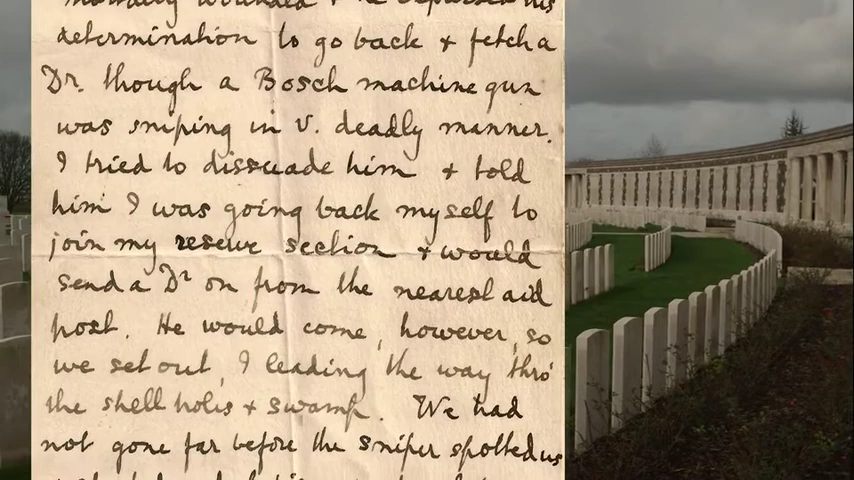 mortally wounded + he expressed his
determination to go back + fetch a
Dr. though a Bosch machine gun
was sniping in v. deadly manner.
I tried to dissuade him + told
him I was going back myself to
join my reserve section + would
send a Dr on from the nearest aid
post. He would come, however, so
we set out, I leading the way thro'
the shell holes + swamp. We had
not gone far before the sniper spotted us